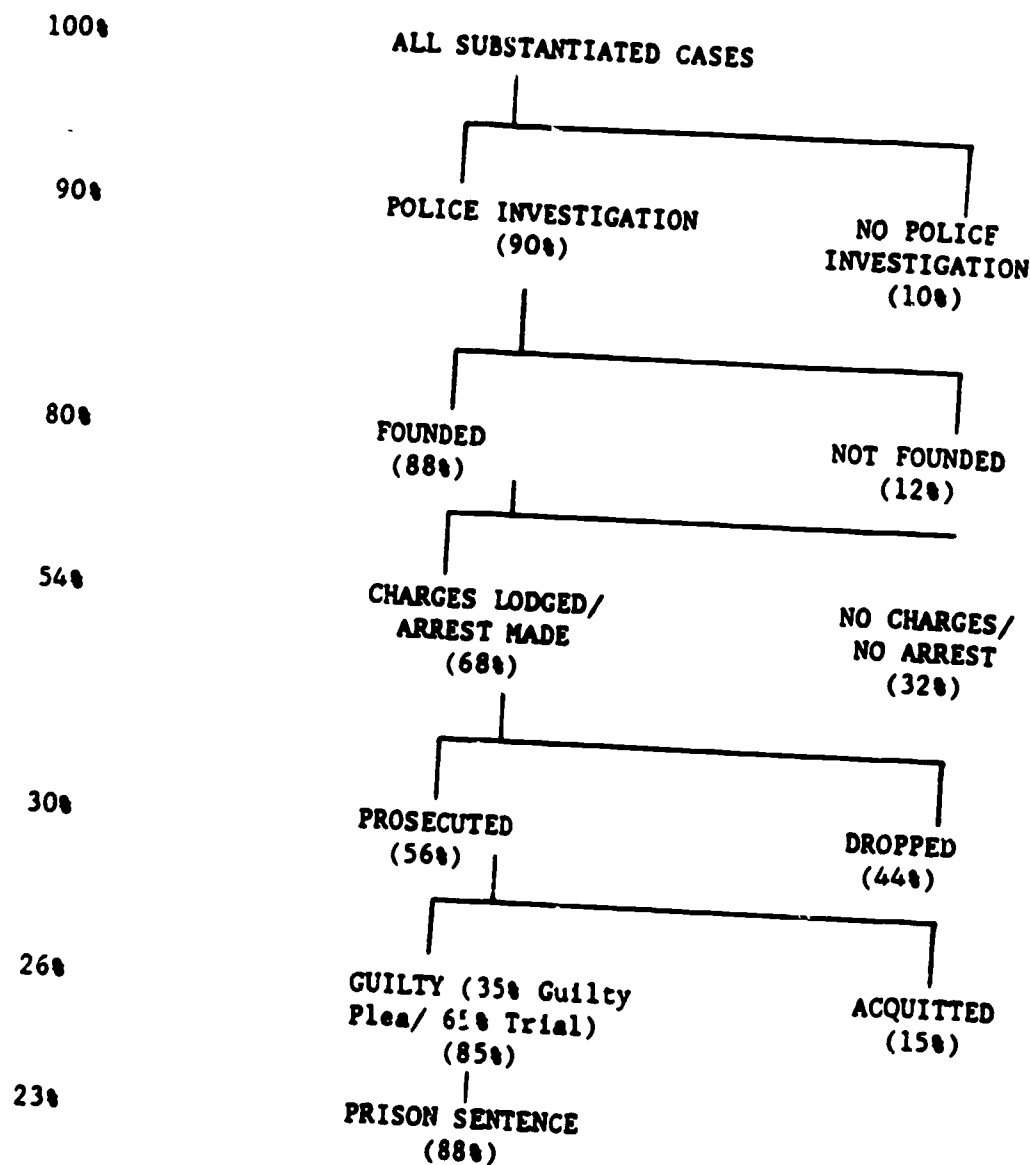 100%
ALL SUBSTANTIATED CASES
90%
POLICE INVESTIGATION
(90%)
NO POLICE
INVESTIGATION
(10%)
80%
FOUNDED
(88%)
NOT FOUNDED
(12%)
54%
CHARGES LODGED/
ARREST MADE
(68%)
NO CHARGES/
NO ARREST
(32%)
30%
PROSECUTED
(56%)
DROPPED
(44%)
26%
GUILTY (35% Guilty
Plea/ 65% Trial)
(85%)
ACQUITTED
(15%)
23%
PRISON SENTENCE
(88%)